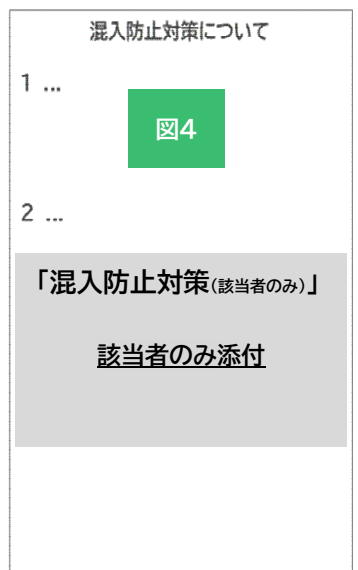 混入防止対策について
1 ...
図4
2 ...
「混入防止対策(該当者のみ)」
該当者のみ添付